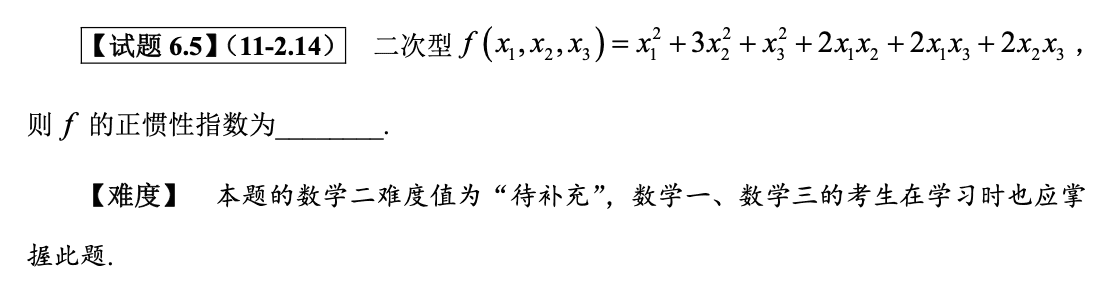 【试题 6.5】（11-2.14） 二次型 $f(x_1,x_2,x_3)=x_1^2+3x_2^2+x_3^2+2x_1x_2+2x_1x_3+2x_2x_3$，
则 $f$ 的正惯性指数为________.
【难度】 本题的数学二难度值为“待补充”，数学一、数学三的考生在学习时也应掌
握此题.